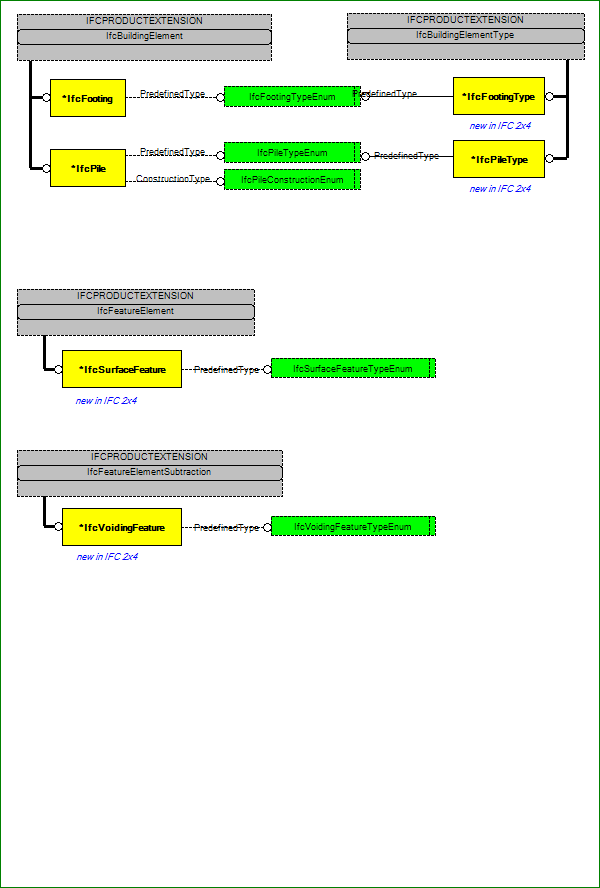 IFCPRODUCTEXTENSION
IfcBuildingElement
IFCPRODUCTEXTENSION
IfcBuildingElementType
*IfcFooting
PredefinedType
IfcFootingTypeEnum
PredefinedType
*IfcFootingType
new in IFC 2x4
*IfcPile
PredefinedType
IfcPileTypeEnum
PredefinedType
*IfcPileType
ConstructionType
IfcPileConstructionEnum
new in IFC 2x4
IFCPRODUCTEXTENSION
IfcFeatureElement
*IfcSurfaceFeature
PredefinedType
IfcSurfaceFeatureTypeEnum
new in IFC 2x4
IFCPRODUCTEXTENSION
IfcFeatureElementSubtraction
*IfcVoidingFeature
PredefinedType
IfcVoidingFeatureTypeEnum
new in IFC 2x4